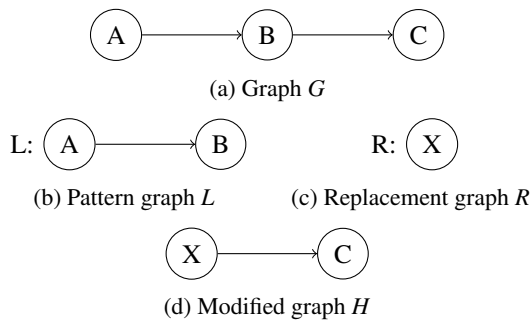 A B C
(a) Graph G
L: A B R: X
(b) Pattern graph L (c) Replacement graph R
X C
(d) Modified graph H